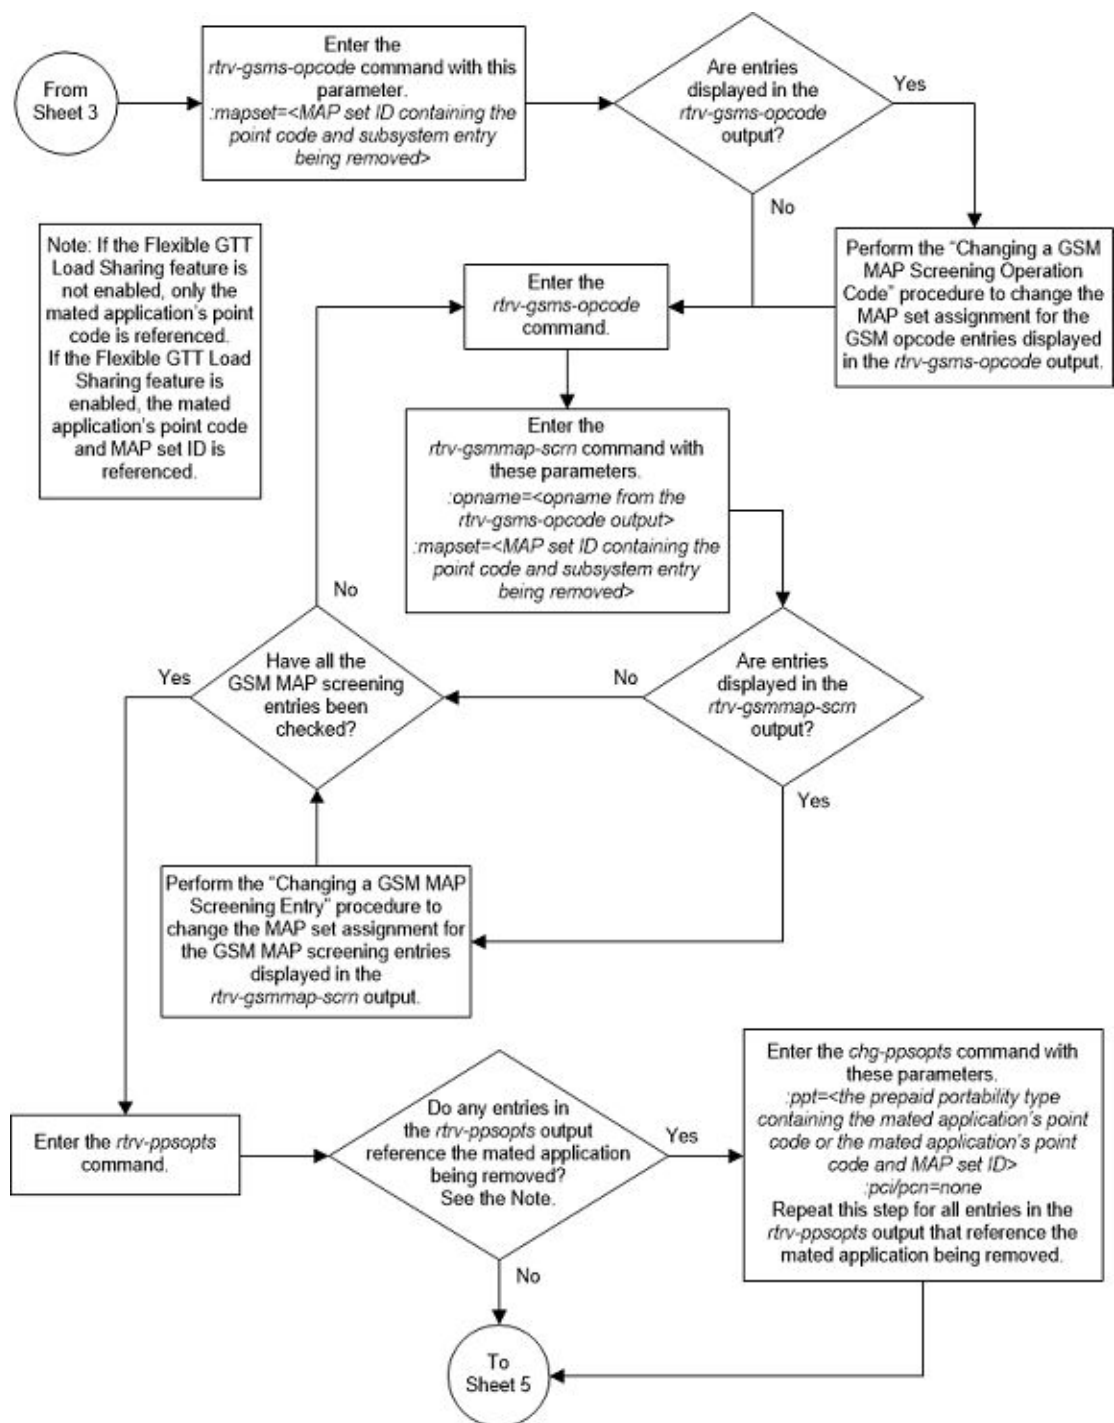 From
Sheet 3
Enter the
rtrv-gsms-opcode command with this
parameter.
:mapset=<MAP set ID containing the
point code and subsystem entry
being removed>
Are entries
displayed in the
rtrv-gsms-opcode
output?
Yes
No
Note: If the Flexible GTT
Load Sharing feature is
not enabled, only the
mated application's point
code is referenced.
If the Flexible GTT Load
Sharing feature is
enabled, the mated
application's point code
and MAP set ID is
referenced.
Enter the
rtrv-gsms-opcode
command.
Perform the “Changing a GSM
MAP Screening Operation
Code” procedure to change the
MAP set assignment for the
GSM opcode entries displayed
in the rtrv-gsms-opcode output.
Enter the
rtrv-gsmmap-scrn command with
these parameters.
:opname=<opname from the
rtrv-gsms-opcode output>
:mapset=<MAP set ID containing the
point code and subsystem entry
being removed>
No
Have all the
GSM MAP screening
entries been
checked?
Yes
No
Are entries
displayed in the
rtrv-gsmmap-scrn
output?
Yes
Perform the “Changing a GSM MAP
Screening Entry” procedure to
change the MAP set assignment for
the GSM MAP screening entries
displayed in the
rtrv-gsmmap-scrn output.
Enter the rtrv-ppsopts
command.
Do any entries in
the rtrv-ppsopts output
reference the mated application
being removed?
See the Note.
Yes
No
Enter the chg-ppsopts command with
these parameters.
:ppt=<the prepaid portability type
containing the mated application's point
code or the mated application's point
code and MAP set ID>
:pci/pcn=none
Repeat this step for all entries in the
rtrv-ppsopts output that reference the
mated application being removed.
To
Sheet 5